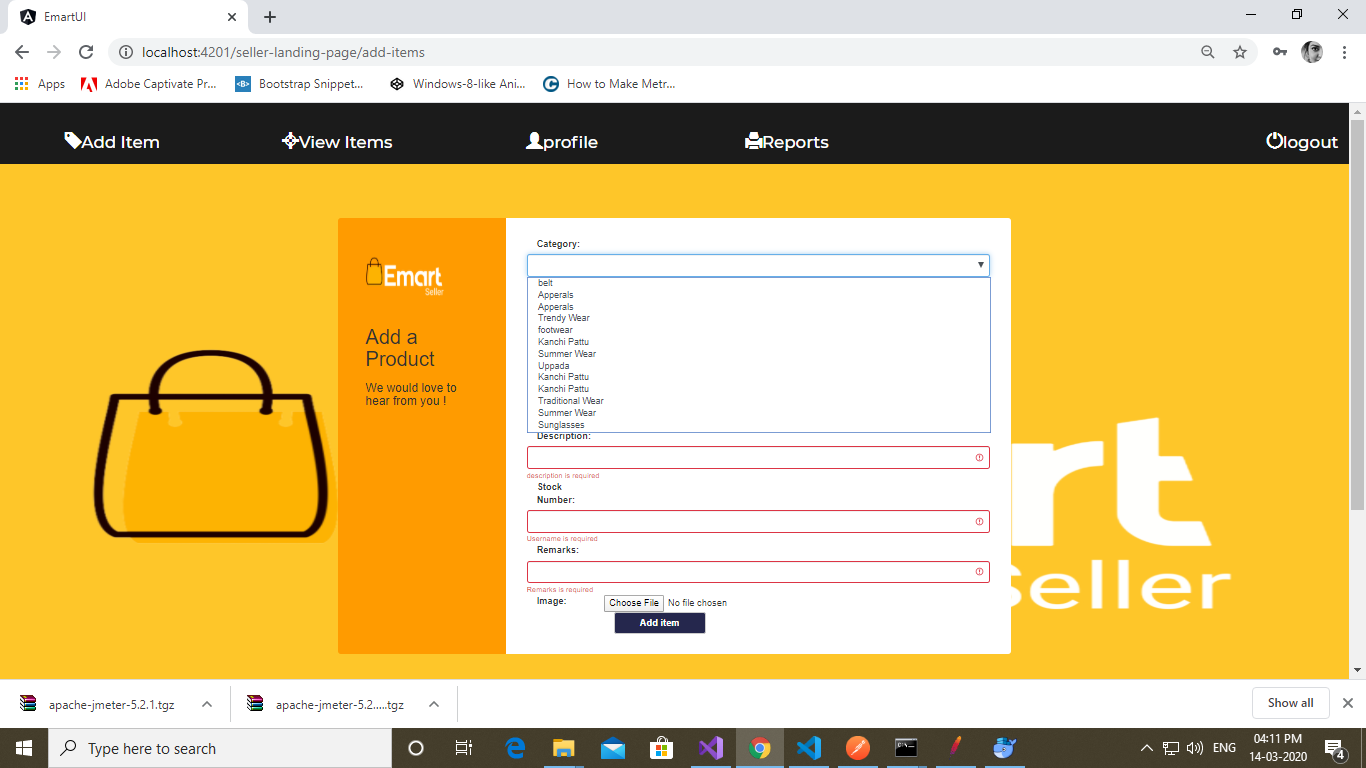 EmartUI
localhost:4201/seller-landing-page/add-items
Apps
Adobe Captivate Pr...
Bootstrap Snippet...
Windows-8-like Ani...
How to Make Metr...
Add Item
View Items
profile
Reports
logout
Emart
Seller
Add a
Product
We would love to
hear from you !
Category:
belt
Apperals
Apperals
Trendy Wear
footwear
Kanchi Pattu
Summer Wear
Uppada
Kanchi Pattu
Kanchi Pattu
Traditional Wear
Summer Wear
Sunglasses
Description:
description is required
Stock
Number:
Username is required
Remarks:
Remarks is required
Image:
Choose File No file chosen
Add item
rt
Seller
apache-jmeter-5.2.1.tgz
apache-jmeter-5.2.....tgz
Show all
Type here to search
ENG
04:11 PM
14-03-2020
4